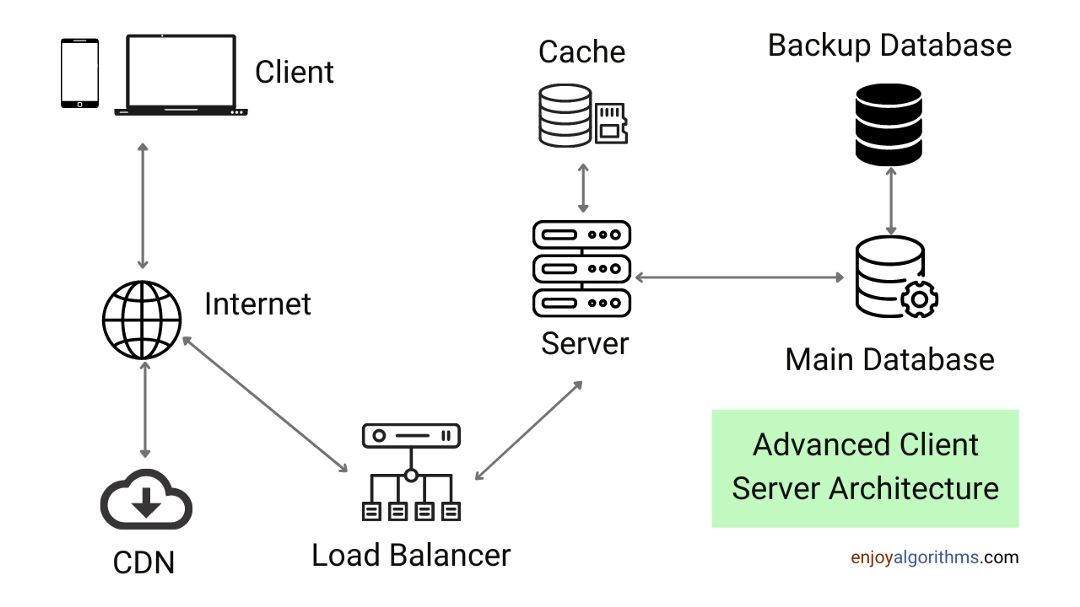 Client
Cache
Backup Database
Internet
Server
Main Database
Advanced Client
Server Architecture
CDN
Load Balancer
enjoyalgorithms.com